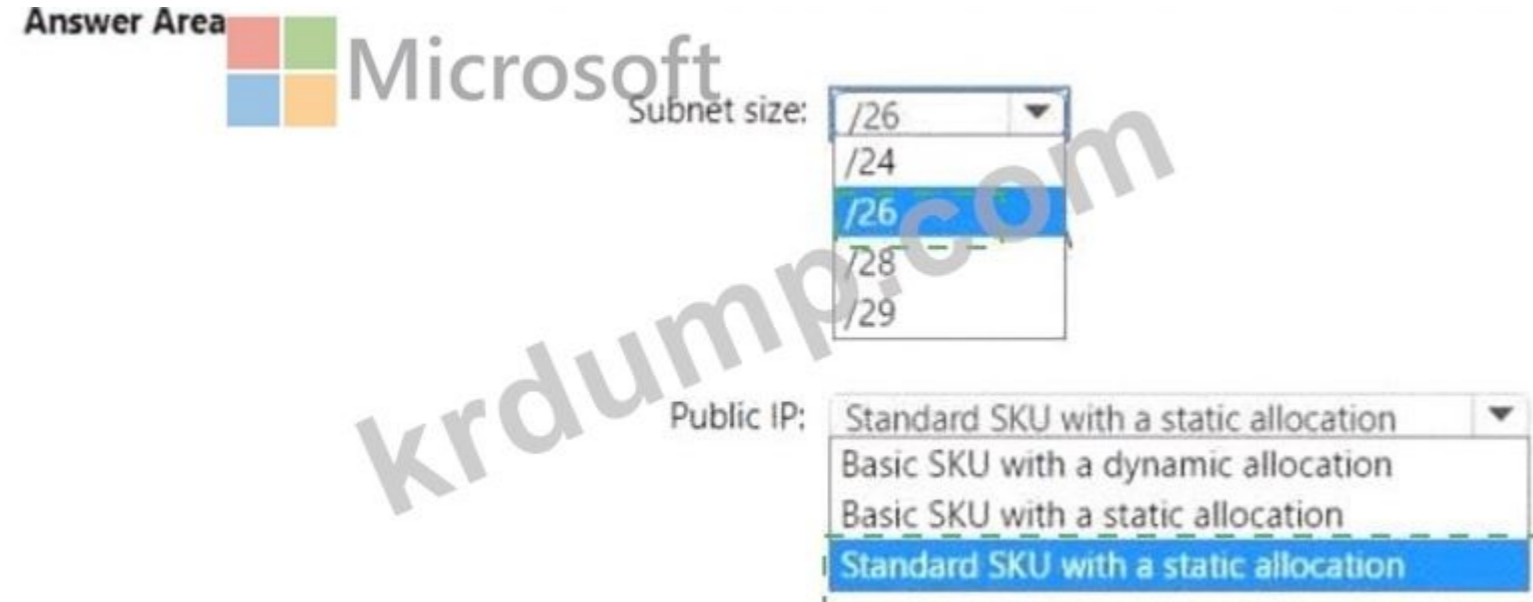 Answer Area
Microsoft
Subnet size: /26
/24
/26
/28
/29
krdump.com
Public IP: Standard SKU with a static allocation
Basic SKU with a dynamic allocation
Basic SKU with a static allocation
Standard SKU with a static allocation